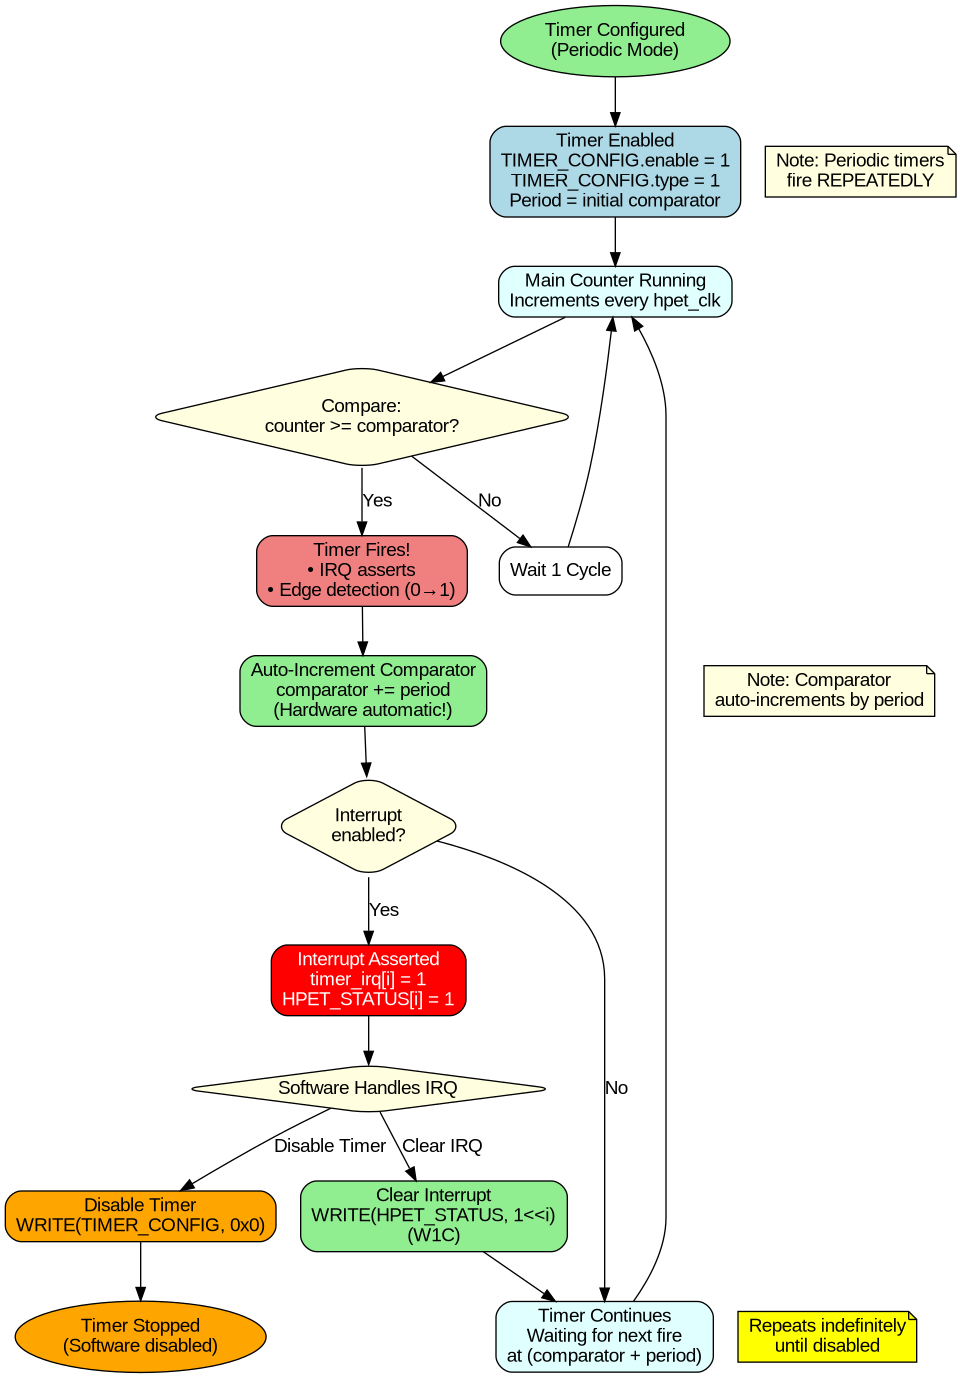 Timer Configured
(Periodic Mode)
Timer Enabled
TIMER_CONFIG.enable = 1
TIMER_CONFIG.type = 1
Period = initial comparator
Note: Periodic timers
fire REPEATEDLY
Main Counter Running
Increments every hpet_clk
Compare:
counter >= comparator?
Yes
No
Timer Fires!
• IRQ asserts
• Edge detection (0→1)
Wait 1 Cycle
Auto-Increment Comparator
comparator += period
(Hardware automatic!)
Note: Comparator
auto-increments by period
Interrupt
enabled?
Yes
Interrupt Asserted
timer_irq[i] = 1
HPET_STATUS[i] = 1
Software Handles IRQ
No
Disable Timer
Clear IRQ
Disable Timer
WRITE(TIMER_CONFIG, 0x0)
Clear Interrupt
WRITE(HPET_STATUS, 1<<i)
(W1C)
Timer Stopped
(Software disabled)
Timer Continues
Waiting for next fire
at (comparator + period)
Repeats indefinitely
until disabled